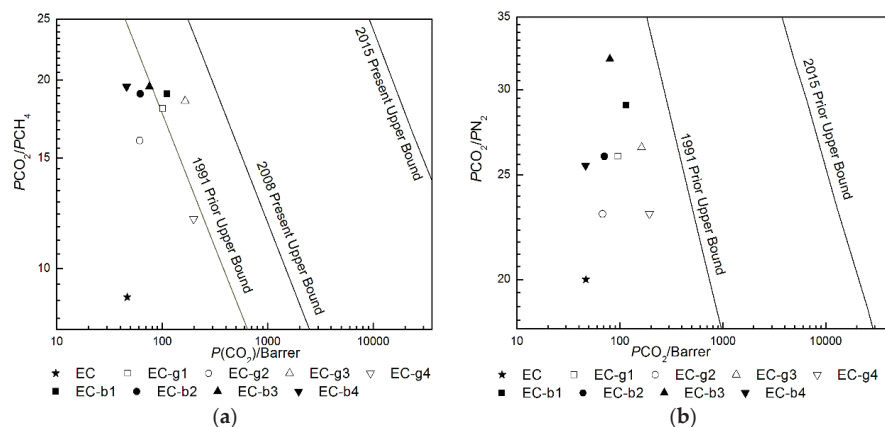 (a)
25
20
15
10
PCO₂/PCH₄
10 100 1000 10000
P(CO₂)/Barrer
1991 Prior Upper Bound
2008 Present Upper Bound
2015 Present Upper Bound
EC EC-g1 EC-g2 EC-g3 EC-g4
EC-b1 EC-b2 EC-b3 EC-b4
(b)
35
30
25
20
PCO₂/PN₂
10 100 1000 10000
PCO₂/Barrer
1991 Prior Upper Bound
2015 Prior Upper Bound
EC EC-g1 EC-g2 EC-g3 EC-g4
EC-b1 EC-b2 EC-b3 EC-b4
(a) (b)